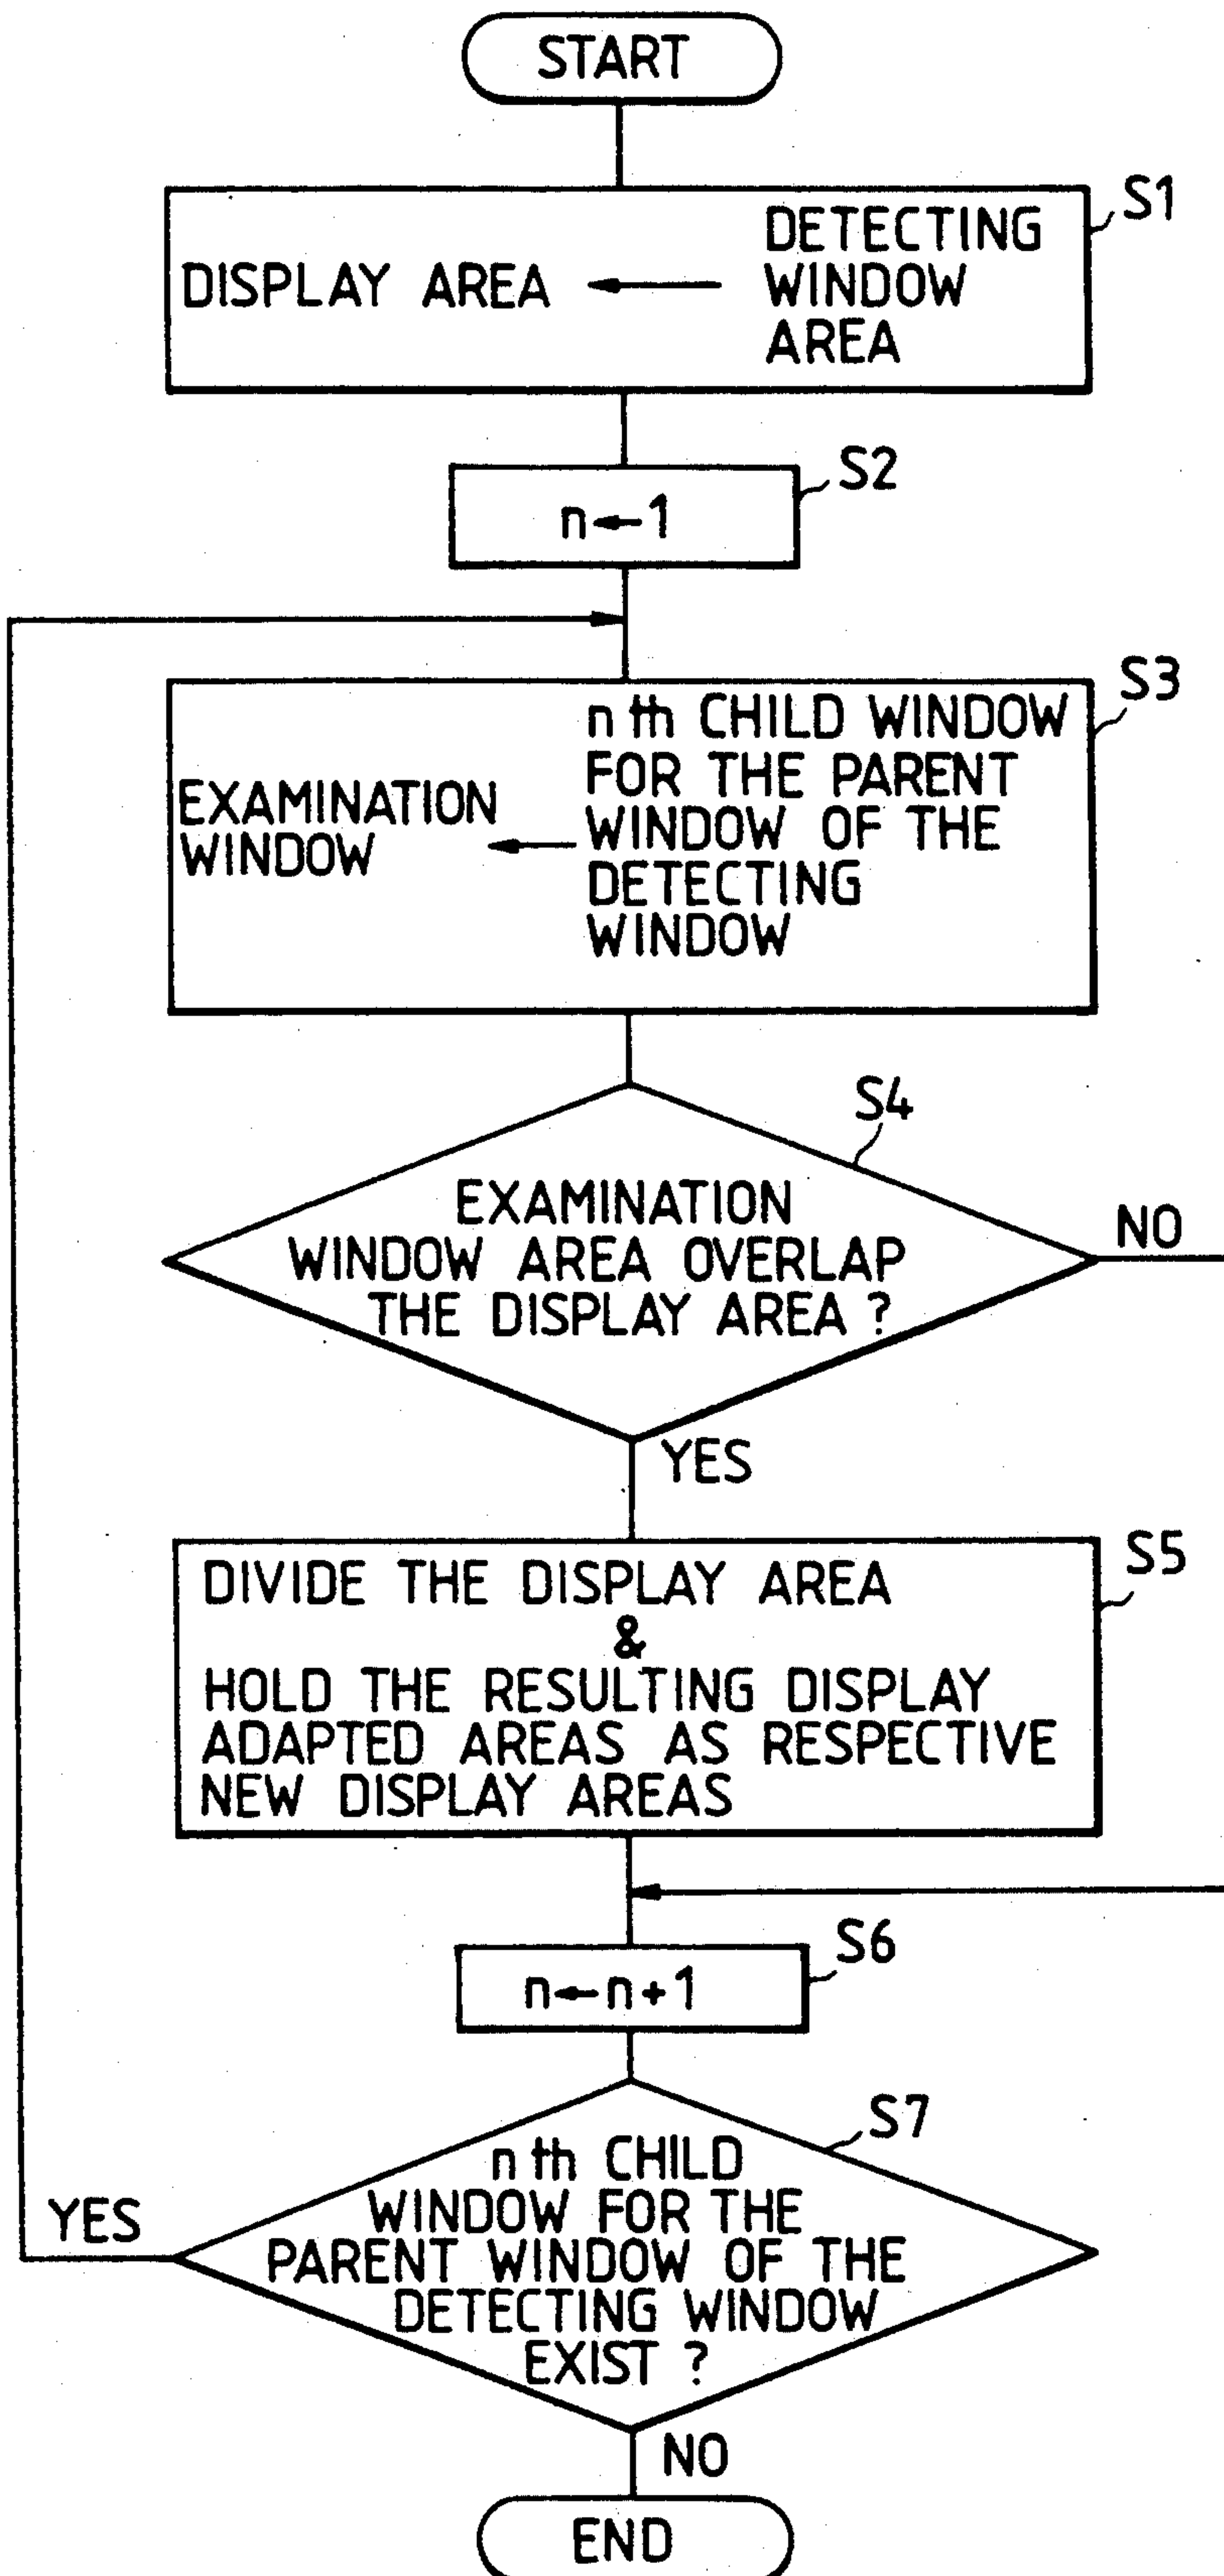 START
S1
DETECTING
DISPLAY AREA ← WINDOW
AREA
S2
n←1
S3
n th CHILD WINDOW
FOR THE PARENT
EXAMINATION
WINDOW OF THE
WINDOW ←
DETECTING
WINDOW
S4
EXAMINATION
WINDOW AREA OVERLAP
THE DISPLAY AREA ?
NO
YES
S5
DIVIDE THE DISPLAY AREA
&
HOLD THE RESULTING DISPLAY
ADAPTED AREAS AS RESPECTIVE
NEW DISPLAY AREAS
S6
n←n+1
S7
n th CHILD
WINDOW FOR THE
PARENT WINDOW OF THE
DETECTING WINDOW
EXIST ?
YES
NO
END